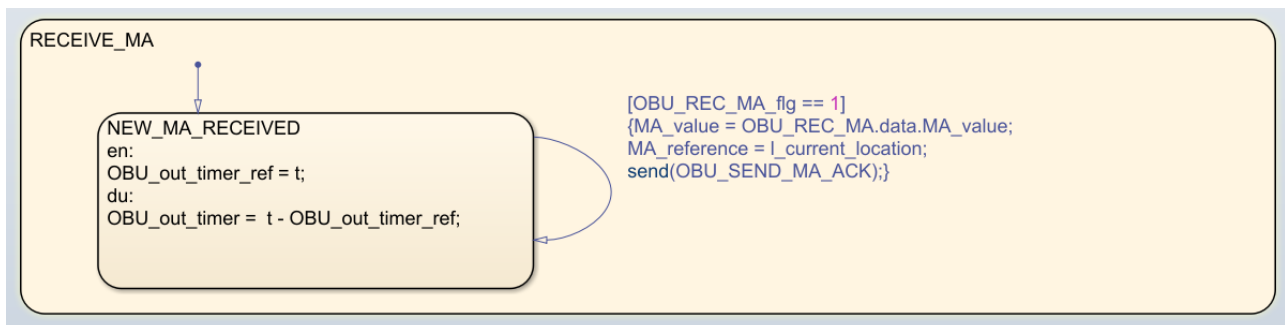 RECEIVE_MA
NEW_MA_RECEIVED
en:
OBU_out_timer_ref = t;
du:
OBU_out_timer =  t - OBU_out_timer_ref;
[OBU_REC_MA_flg == 1]
{MA_value = OBU_REC_MA.data.MA_value;
MA_reference = l_current_location;
send(OBU_SEND_MA_ACK);}